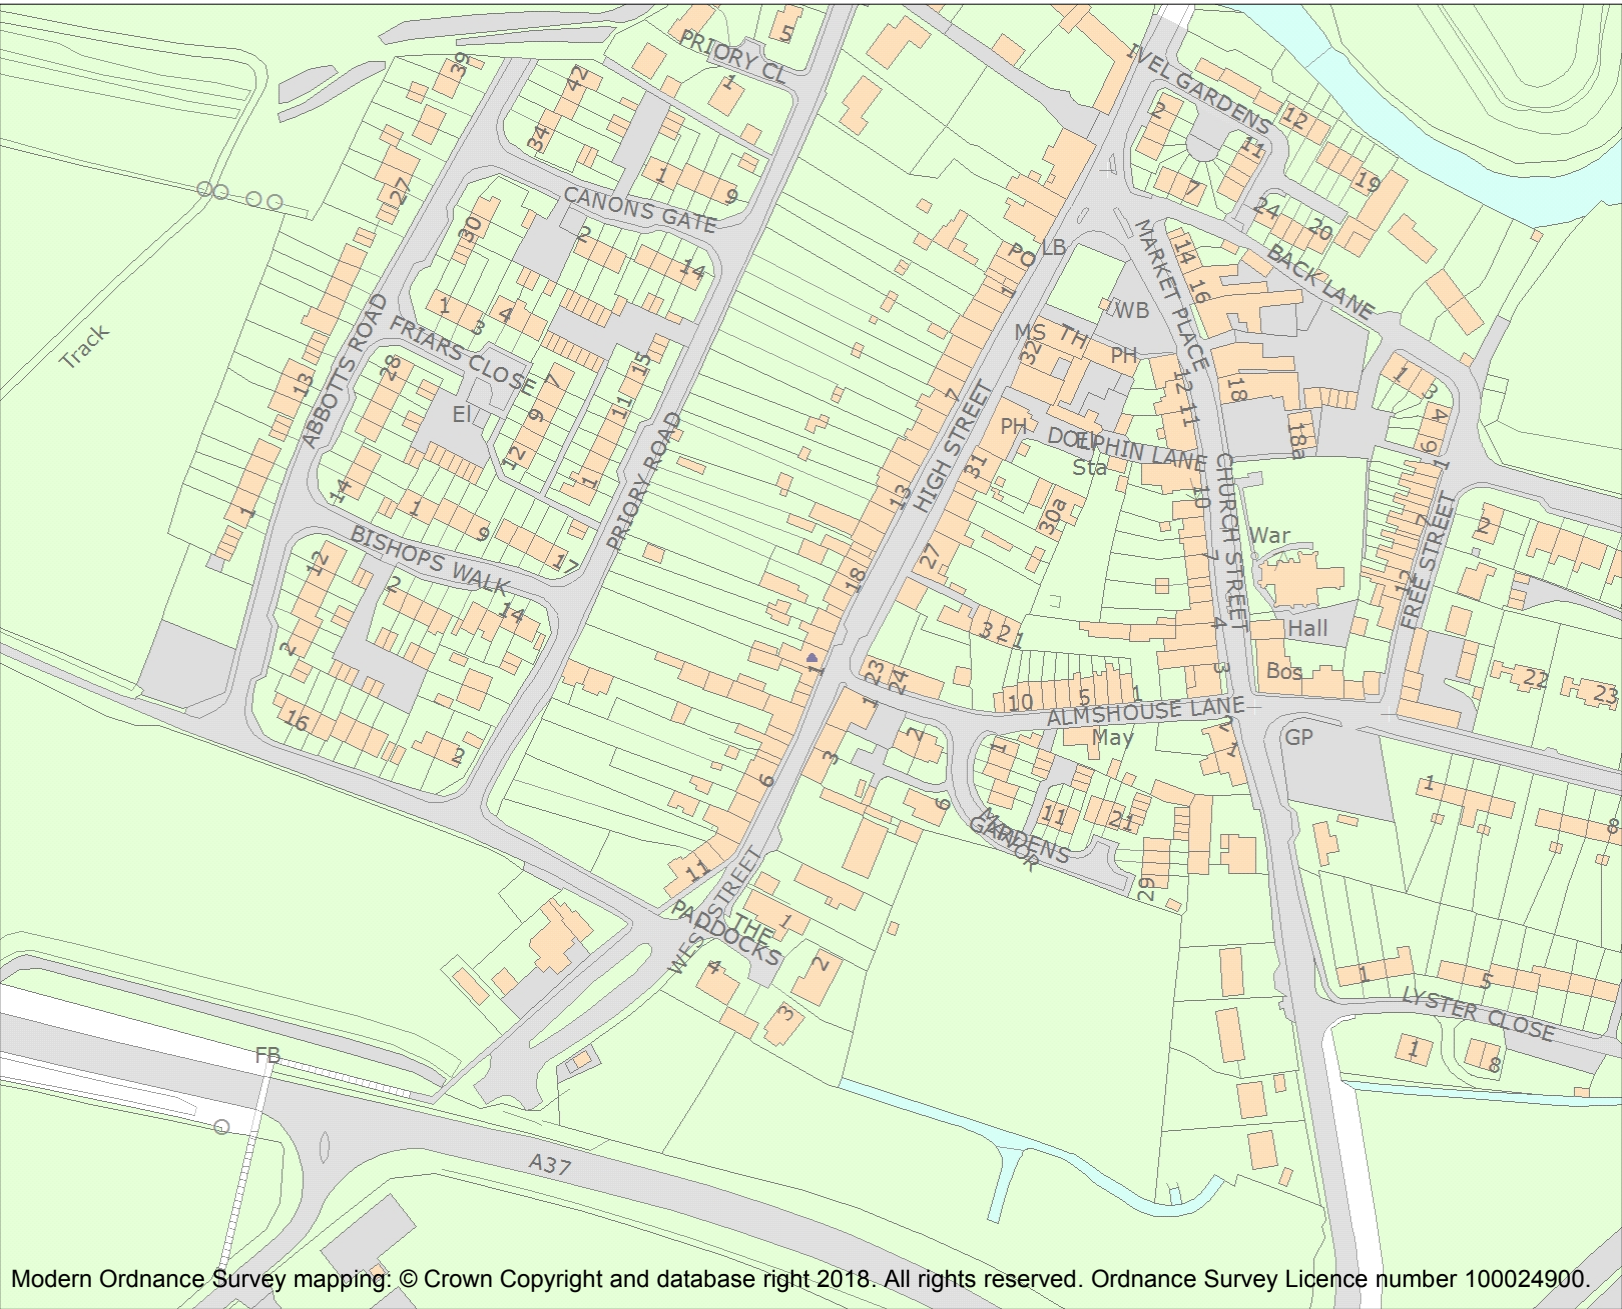 PRIORY CL
5
1
39
42
34
IVEL GARDENS
2
12
11
7
19
24
20
27
CANONS GATE
1
9
30
2
14
MARKET PLACE
14
16
BACK LANE
PO
LB
1
WB
MS
TH
32
PH
Track
ABBOTTS ROAD
13
1
FRIARS CLOSE
1
3
4
28
El
7
9
12
15
11
1
14
PRIORY ROAD
HIGH STREET
7
13
18
PH
31
DOLPHIN LANE
El
Sta
30a
27
12
11
10
7
4
3
18
18a
CHURCH STREET
War
Hall
Bos
1
3
4
6
1
7
12
FREE STREET
2
22
23
BISHOPS WALK
1
9
17
12
2
2
14
16
2
3 2 1
23
24
1
10
5
1
ALMSHOUSE LANE
May
2
1
GP
1
3
2
6
1
6
11
21
29
MANOR
GARDENS
11
WEST STREET
THE
PADDOCKS
1
2
3
4
1
8
1
5
LYSTER CLOSE
1
8
FB
A37
Modern Ordnance Survey mapping: © Crown Copyright and database right 2018. All rights reserved. Ordnance Survey Licence number 100024900.